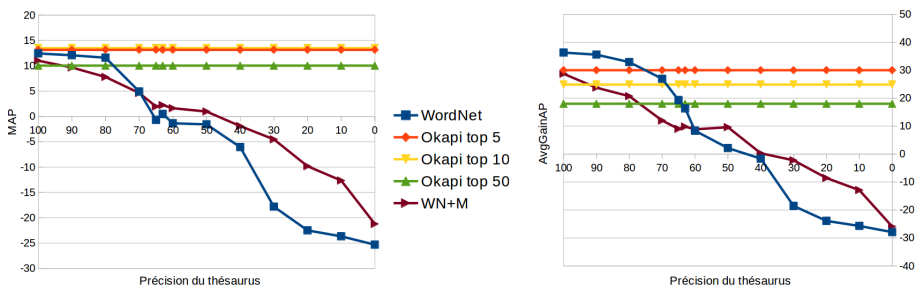 20
15
10
5
0
-5
-10
-15
-20
-25
-30
MAP
100 90 80 70 60 50 40 30 20 10 0
Précision du thésaurus
WordNet
Okapi top 5
Okapi top 10
Okapi top 50
WN+M
50
40
30
20
10
0
-10
-20
-30
-40
AvgGainAP
100 90 80 70 60 50 40 30 20 10 0
Précision du thésaurus